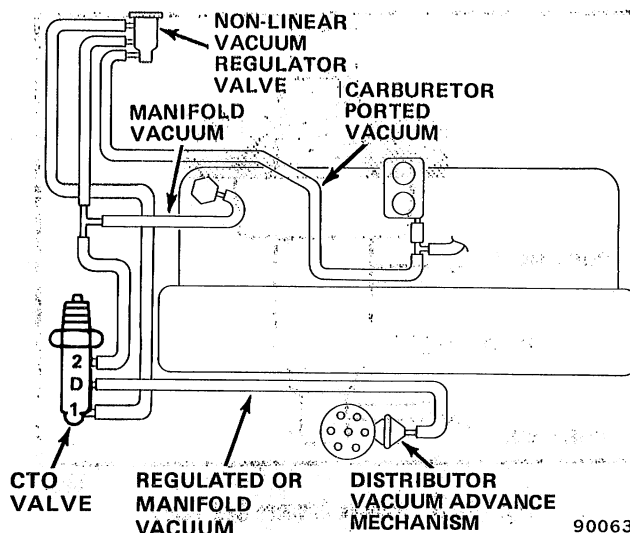 NON-LINEAR
VACUUM
REGULATOR
VALVE
CARBURETOR
PORTED
VACUUM
MANIFOLD
VACUUM
2
D
1
CTO
VALVE
REGULATED OR
MANIFOLD
VACUUM
DISTRIBUTOR
VACUUM ADVANCE
MECHANISM
90063